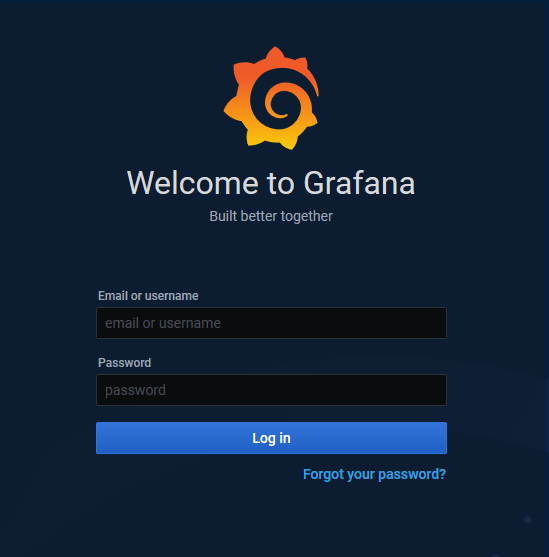 Welcome to Grafana
Built better together
Email or username
email or username
Password
password
Log in
Forgot your password?